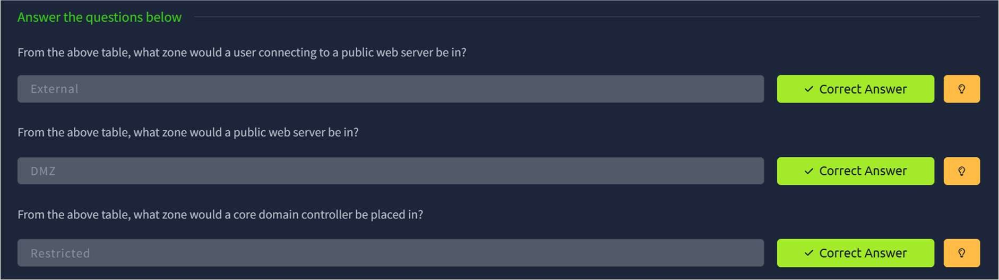 Answer the questions below
From the above table, what zone would a user connecting to a public web server be in?
External
Correct Answer
From the above table, what zone would a public web server be in?
DMZ
Correct Answer
From the above table, what zone would a core domain controller be placed in?
Restricted
Correct Answer